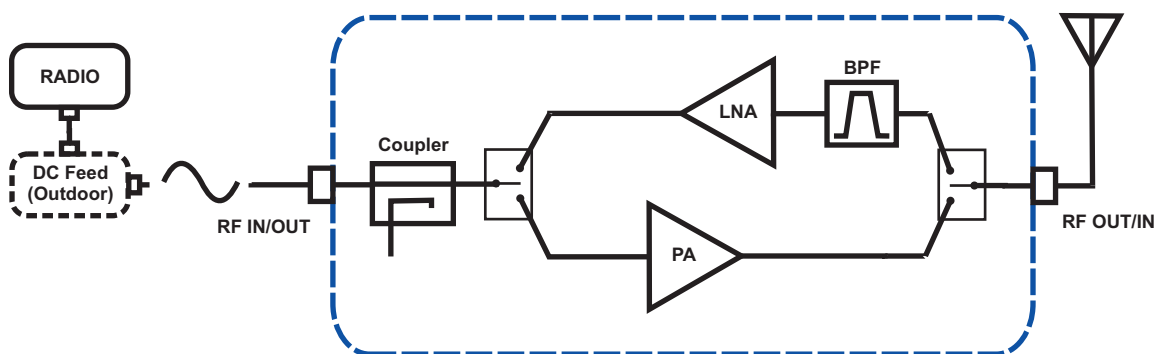 RADIO
DC Feed
(Outdoor)
RF IN/OUT
Coupler
LNA
BPF
PA
RF OUT/IN